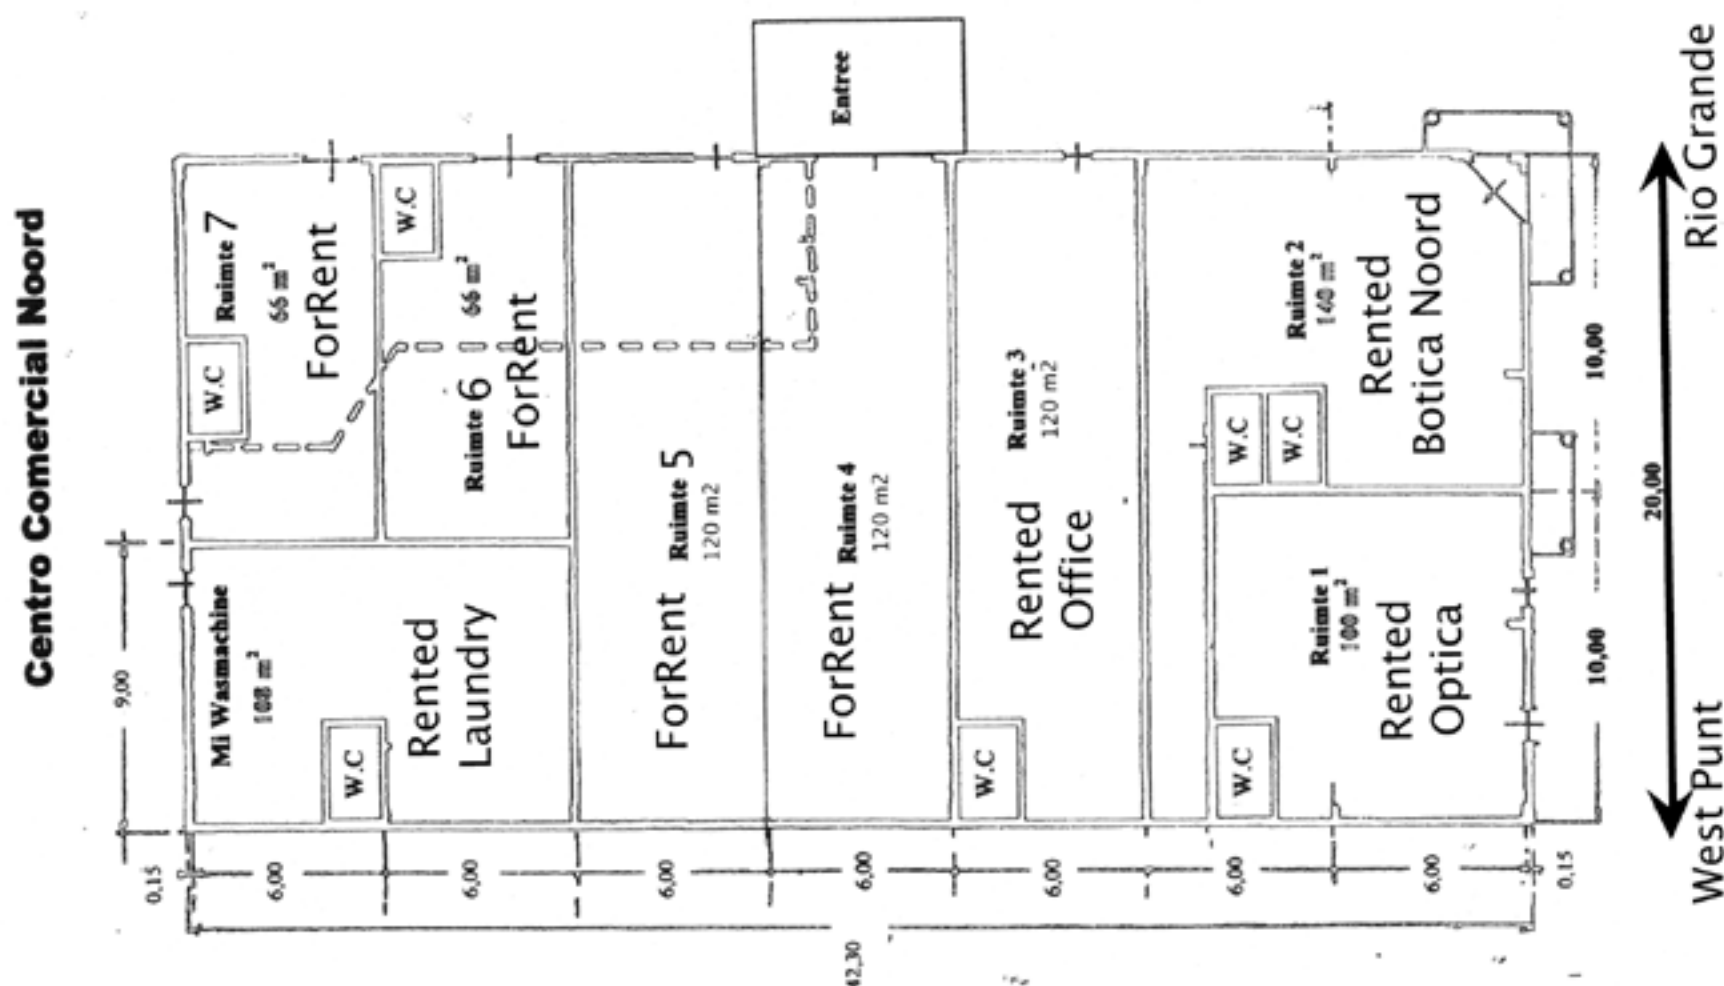 Centro Comercial Noord
Entree
Ruimte 7
66 m²
ForRent
W.C
W.C
Ruimte 6
66 m²
ForRent
Mi Wasmachine
108 m²
Rented
Laundry
W.C
Ruimte 5
120 m2
ForRent
Ruimte 4
120 m2
ForRent
Ruimte 3
120 m2
Rented
Office
W.C
Ruimte 2
140 m²
Rented
Botica Noord
W.C
W.C
Ruimte 1
100 m²
Rented
Optica
W.C
9,00
0,15
6,00
6,00
6,00
6,00
6,00
6,00
6,00
0,15
42,30
10,00
10,00
20,00
West Punt
Rio Grande